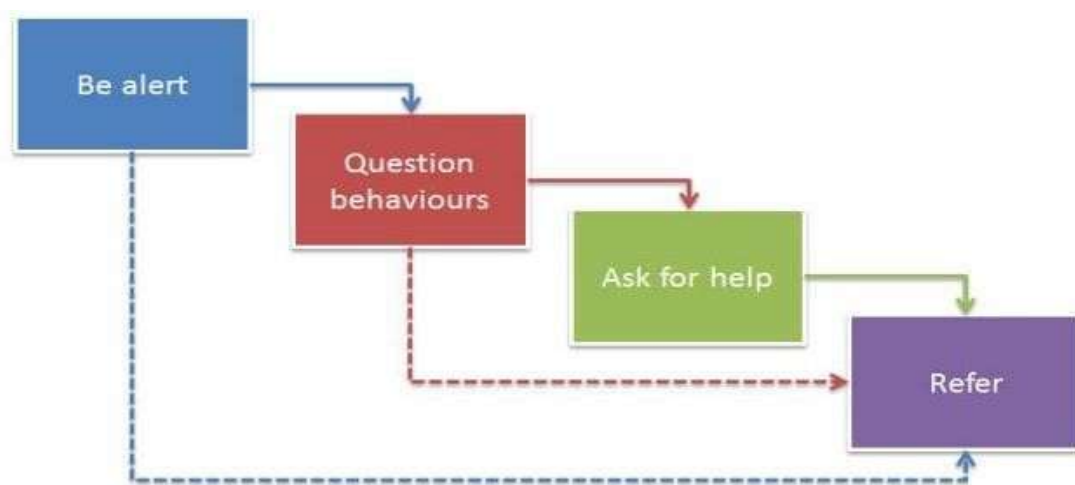 Be alert
Question
behaviours
Ask for help
Refer